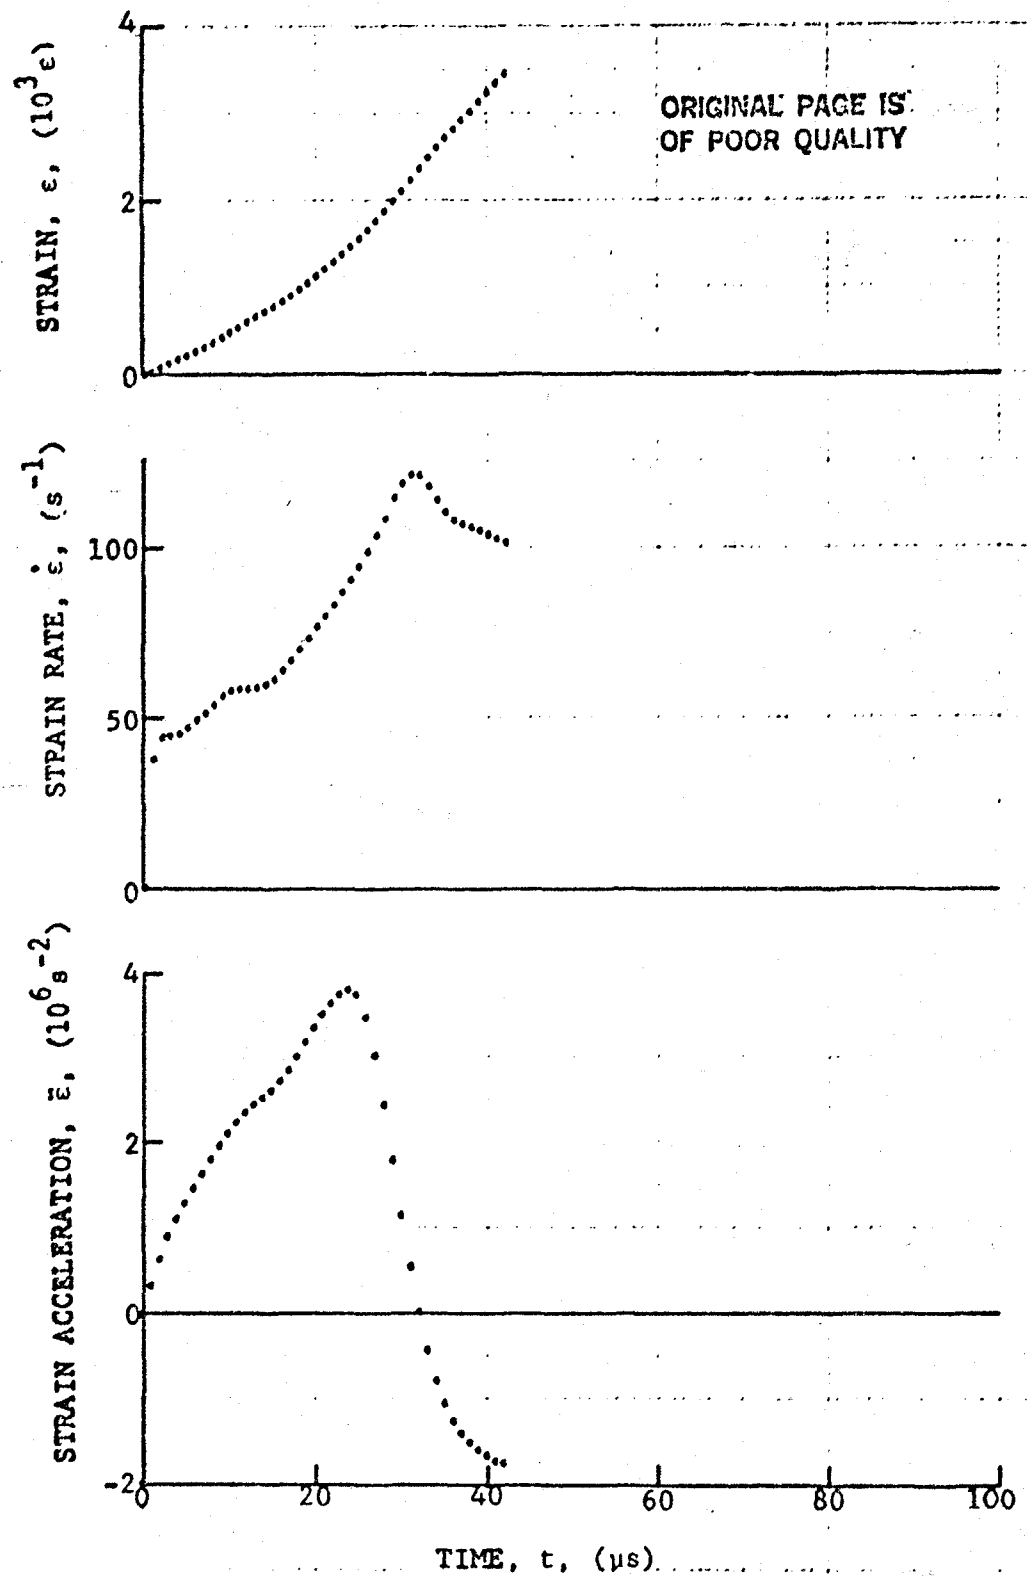 4
STRAIN, ε, (10³ε)
ORIGINAL PAGE IS
OF POOR QUALITY
2
0
STPAIN RATE, ε̇, (s⁻¹)
100
50
0
STRAIN ACCELERATION, ε̈, (10⁶s⁻²)
4
2
0
-2
0 20 40 60 80 100
TIME, t, (μs)